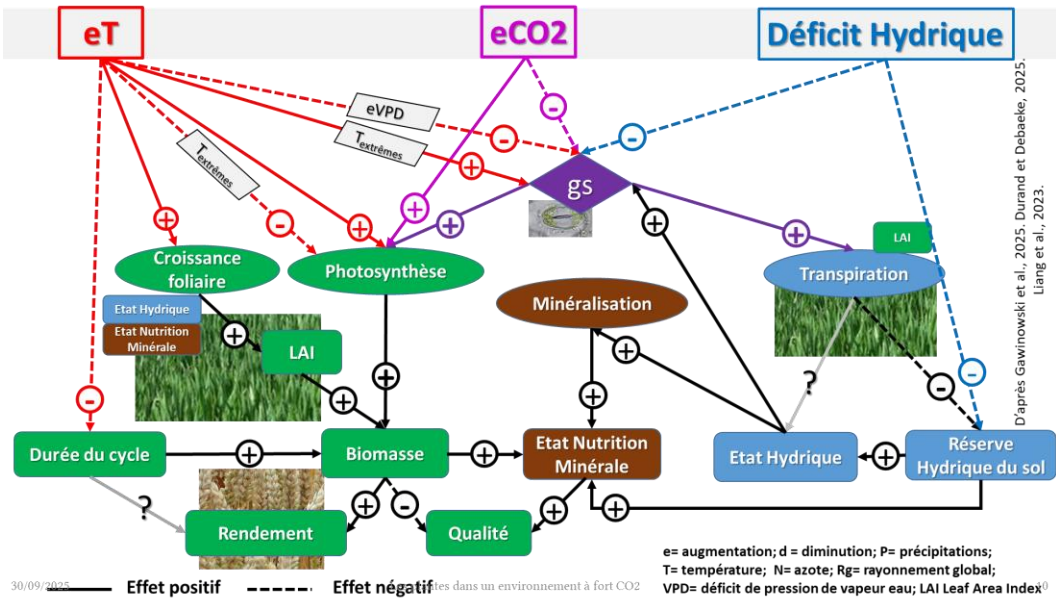 eT
eCO2
Déficit Hydrique
eVPD
-
-
-
T extrêmes
+
T extrêmes
gs
D'après Gawinowski et al., 2025. Durand et Debaeke, 2025.
Liang et al., 2023.
+
-
+
+
+
+
LAI
+
Croissance
foliaire
Photosynthèse
Transpiration
Minéralisation
Etat Hydrique
Etat Nutrition
Minérale
+
LAI
+
+
?
-
-
-
+
+
Durée du cycle
+
Biomasse
+
Etat Nutrition
Minérale
Etat Hydrique
+
Réserve
Hydrique du sol
?
+
-
+
+
Rendement
Qualité
e= augmentation; d = diminution; P= précipitations;
T= température; N= azote; Rg= rayonnement global;
VPD= déficit de pression de vapeur eau; LAI Leaf Area Index
30/09/2025
Effet positif
Effet négatif
dans un environnement à fort CO2
10